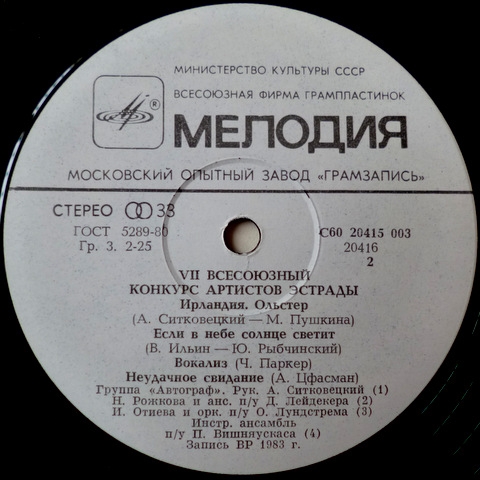 МИНИСТЕРСТВО КУЛЬТУРЫ СССР
ВСЕСОЮЗНАЯ ФИРМА ГРАМПЛАСТИНОК
®
МЕЛОДИЯ
МОСКОВСКИЙ ОПЫТНЫЙ ЗАВОД «ГРАМЗАПИСЬ»
СТЕРЕО 33
ГОСТ 5289-80
Гр. 3. 2-25
С60 20415 003
20416
2
VII ВСЕСОЮЗНЫЙ
КОНКУРС АРТИСТОВ ЭСТРАДЫ
Ирландия. Ольстер
(А. Ситковецкий — М. Пушкина)
Если в небе солнце светит
(В. Ильин — Ю. Рыбчинский)
Вокализ (Ч. Паркер)
Неудачное свидание (А. Цфасман)
Группа «Автограф». Рук. А. Ситковецкий (1)
Н. Рожкова и анс. п/у Д. Лейдекера (2)
И. Отиева и орк. п/у О. Лундстрема (3)
Инстр. ансамбль
п/у П. Вишняускаса (4)
Запись ВР 1983 г.